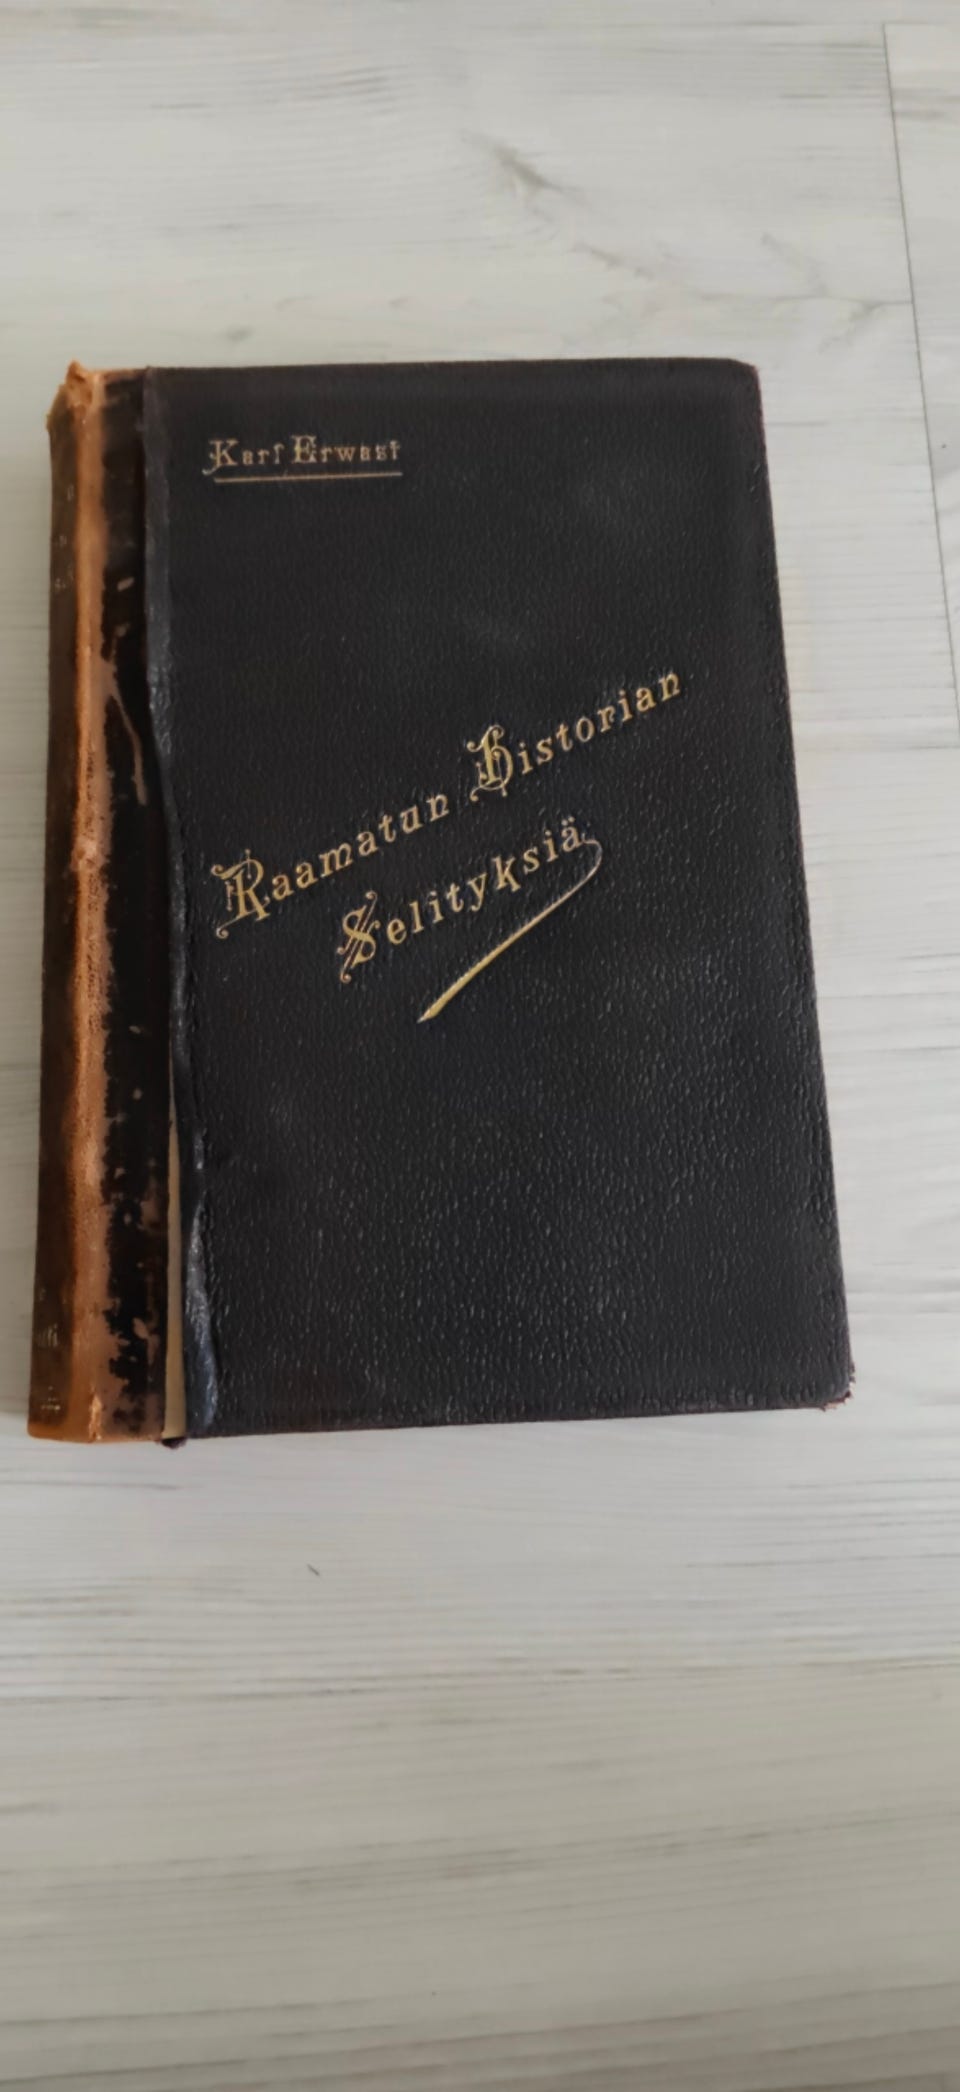 Karl Erwast
Raamatun Historian
Selityksiä